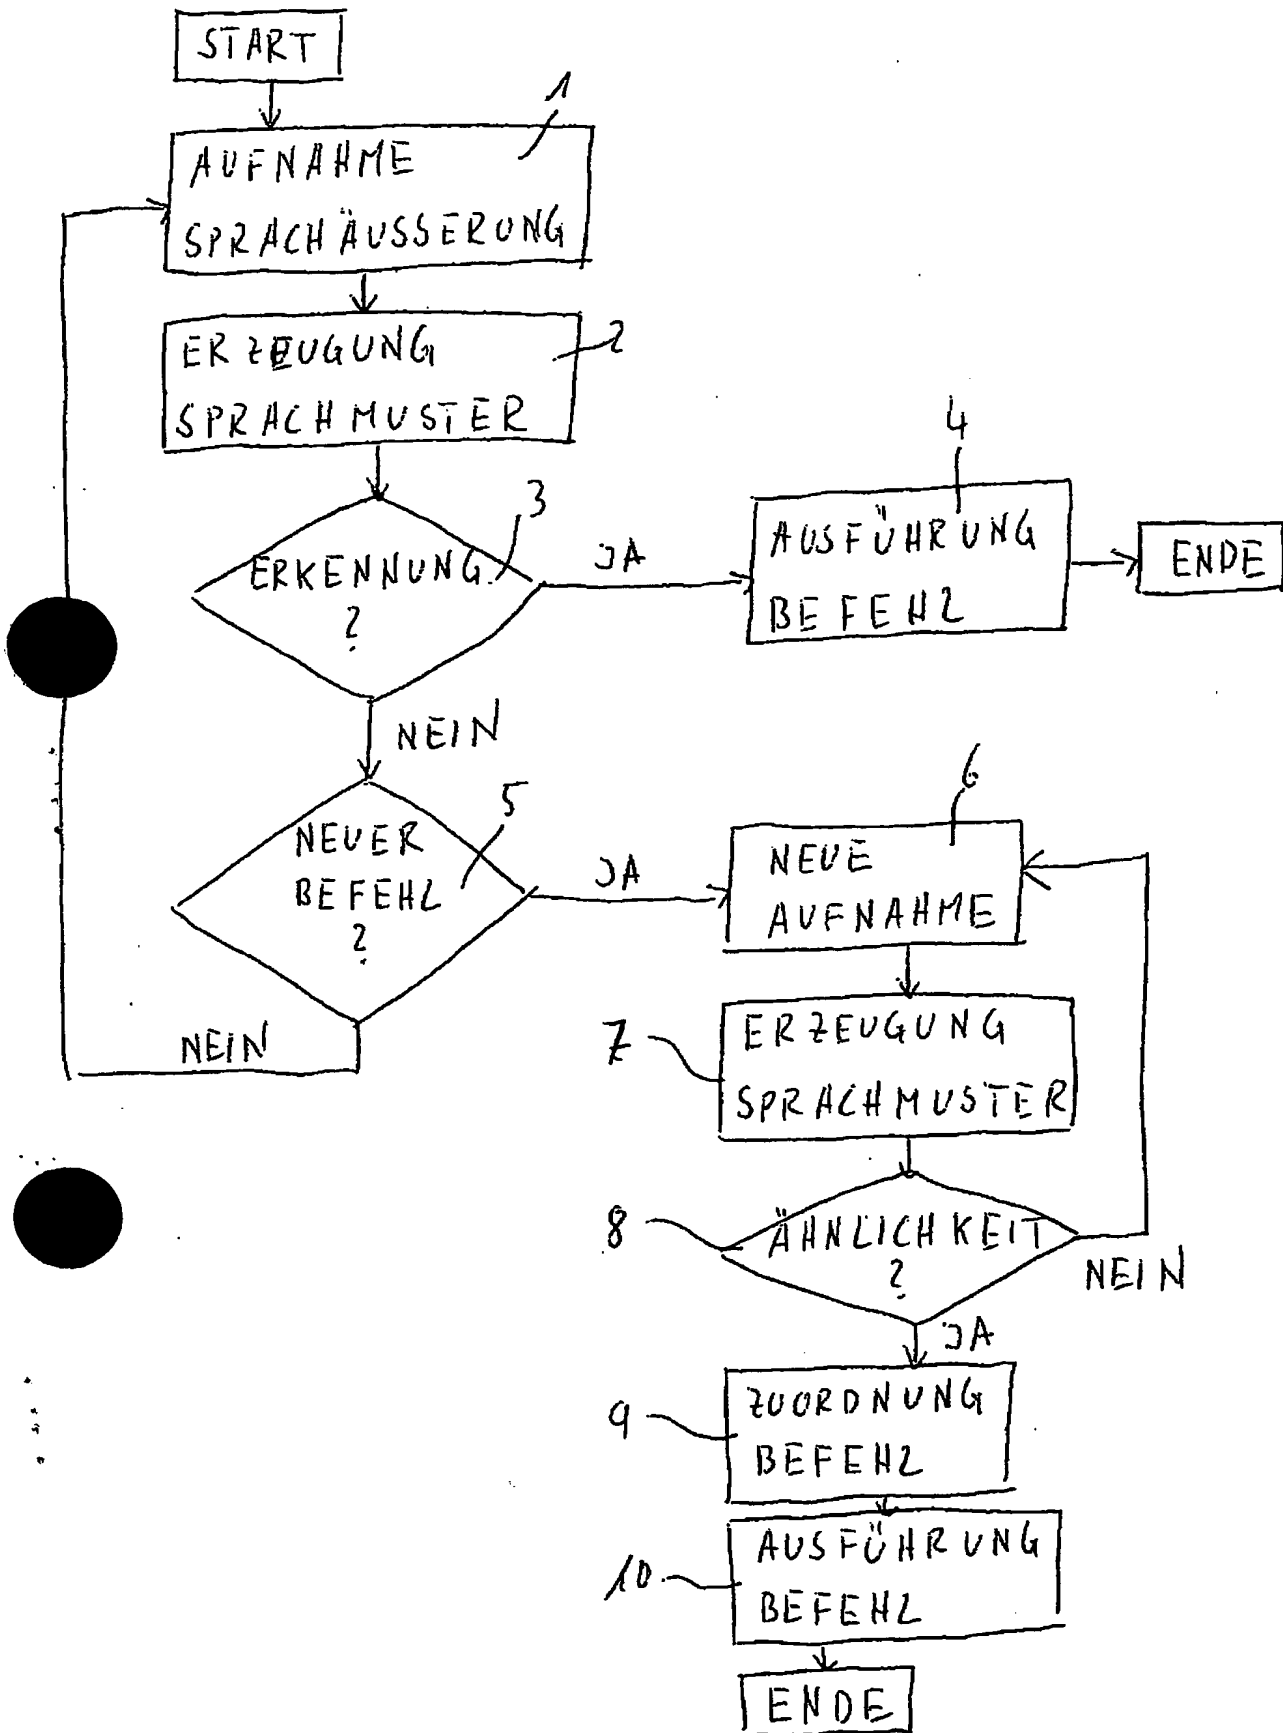 START
1
AUFNAHME
SPRACHÄUSSERUNG
ERZEUGUNG
2
SPRACHMUSTER
3
ERKENNUNG
?
JA
4
AUSFÜHRUNG
BEFEHL
ENDE
NEIN
5
NEUER
BEFEHL
?
JA
NEIN
6
NEUE
AUFNAHME
7
ERZEUGUNG
SPRACHMUSTER
8
ÄHNLICHKEIT
?
NEIN
JA
9
ZUORDNUNG
BEFEHL
10
AUSFÜHRUNG
BEFEHL
ENDE